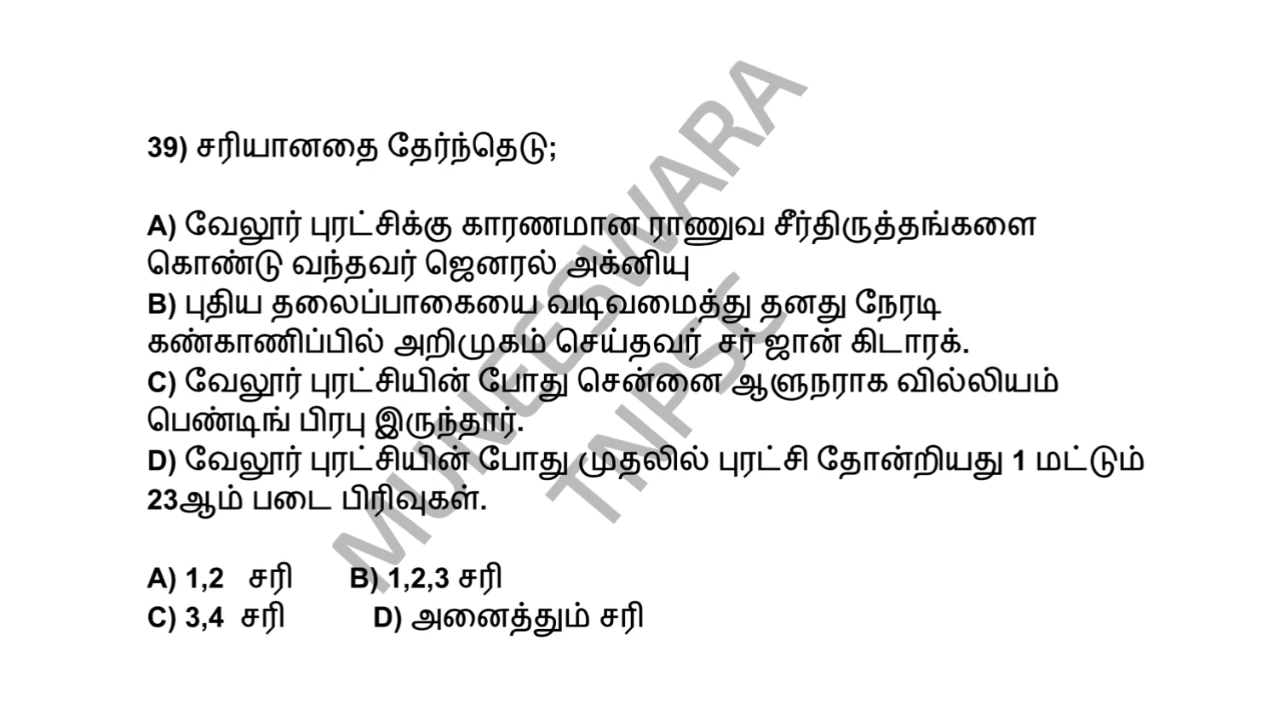 39) சரியானதை தேர்ந்தெடு;
A) வேலூர் புரட்சிக்கு காரணமான ராணுவ சீர்திருத்தங்களை
கொண்டு வந்தவர் ஜெனரல் அக்னியு
B) புதிய தலைப்பாகையை வடிவமைத்து தனது நேரடி
கண்காணிப்பில் அறிமுகம் செய்தவர்  சர் ஜான் கிடாரக்.
C) வேலூர் புரட்சியின் போது சென்னை ஆளுநராக வில்லியம்
பெண்டிங் பிரபு இருந்தார்.
D) வேலூர் புரட்சியின் போது முதலில் புரட்சி தோன்றியது 1 மட்டும்
23ஆம் படை பிரிவுகள்.
A) 1,2   சரி        B) 1,2,3 சரி
C) 3,4  சரி            D) அனைத்தும் சரி
MUNEESWARA
TNPSC